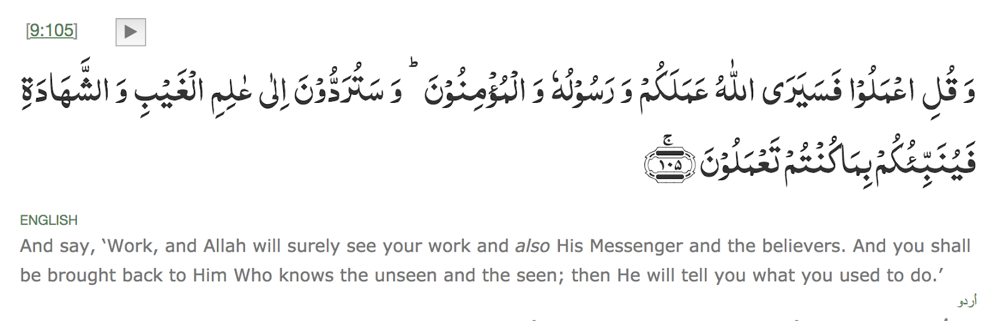 [9:105]
وَ قُلِ اعْمَلُوْا فَسَيَرَى اللّٰهُ عَمَلَكُمْ وَ رَسُوْلُهٗ وَ الْمُؤْمِنُوْنَ ؕ وَ سَتُرَدُّوْنَ اِلٰى عٰلِمِ الْغَيْبِ وَ الشَّهَادَةِ
فَيُنَبِّئُكُمْ بِمَا كُنْتُمْ تَعْمَلُوْنَ ۚ۱۰۵
ENGLISH
And say, ‘Work, and Allah will surely see your work and also His Messenger and the believers. And you shall
be brought back to Him Who knows the unseen and the seen; then He will tell you what you used to do.’
اُردو